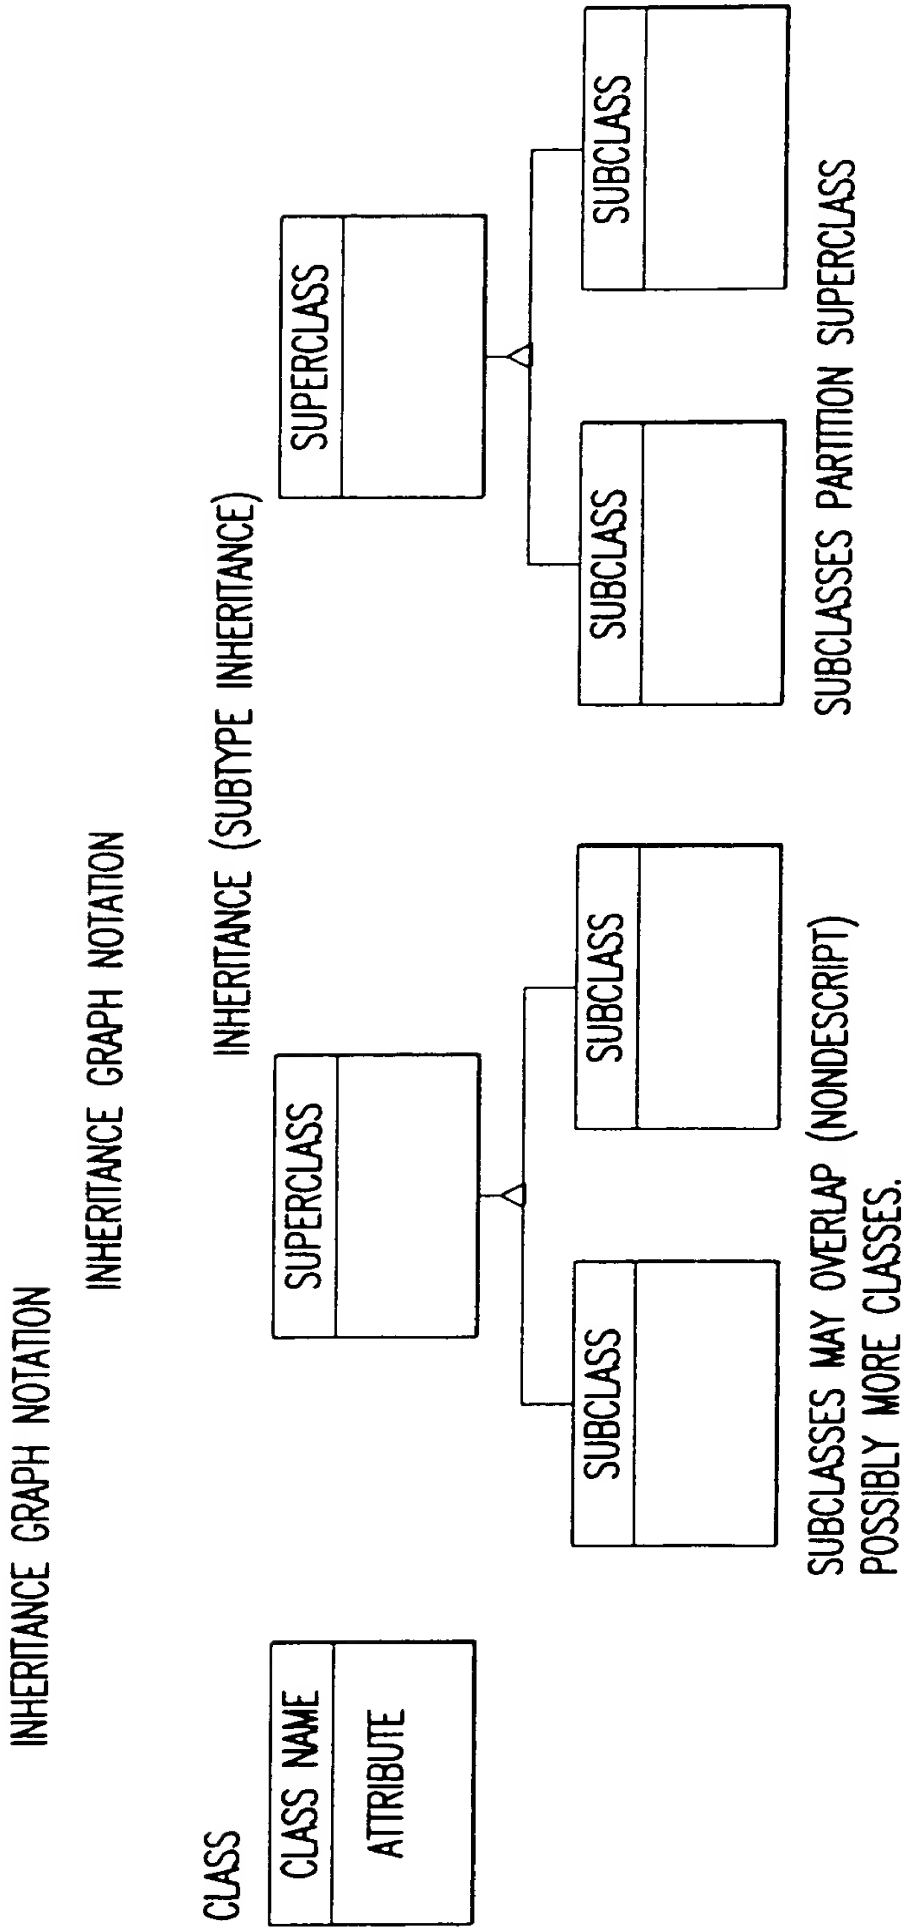 INHERITANCE GRAPH NOTATION
INHERITANCE GRAPH NOTATION
CLASS
CLASS NAME
ATTRIBUTE
INHERITANCE (SUBTYPE INHERITANCE)
SUPERCLASS
SUBCLASS
SUBCLASS
SUBCLASSES MAY OVERLAP (NONDESCRIPT)
POSSIBLY MORE CLASSES.
SUPERCLASS
SUBCLASS
SUBCLASS
SUBCLASSES PARTITION SUPERCLASS